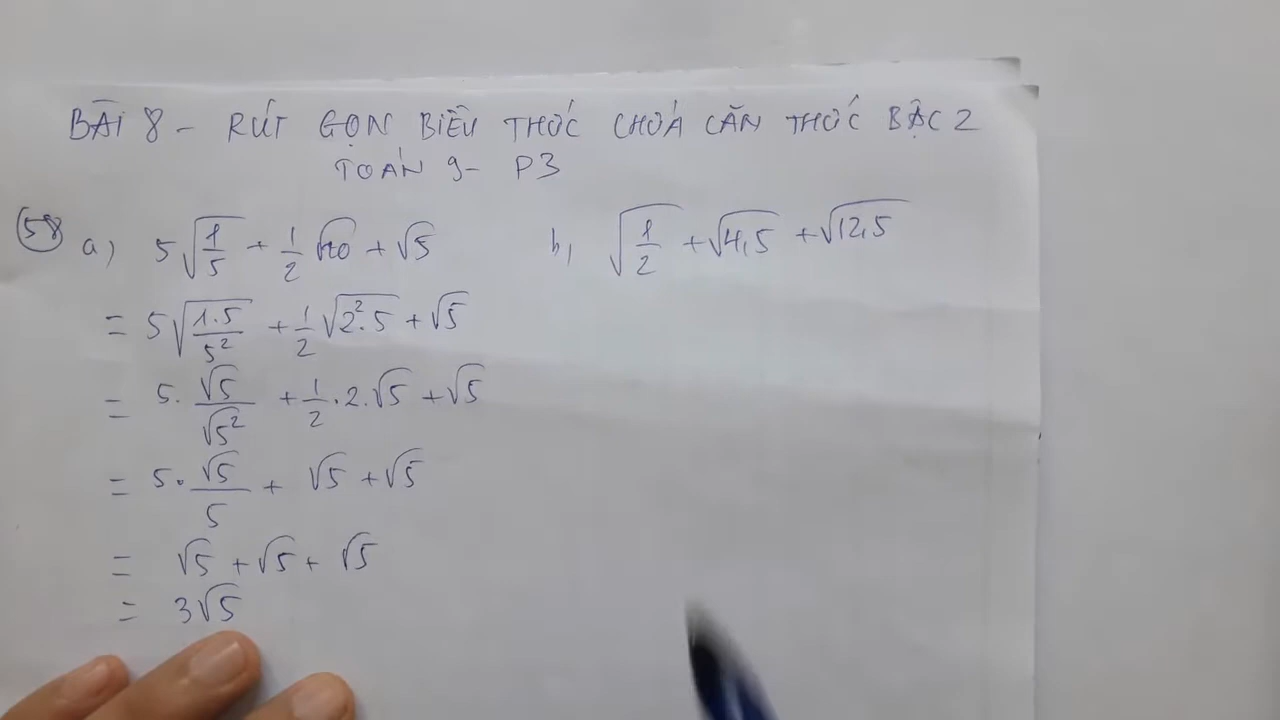 BÀI 8 - RÚT GỌN BIỂU THỨC CHỨA CĂN THỨC BẬC 2
TOÁN 9 - P3
58 a) 5√(1/5) + 1/2 √20 + √5
= 5√(1.5/5²) + 1/2 √(2².5) + √5
= 5. √5/√5² + 1/2 . 2. √5 + √5
= 5. √5/5 + √5 + √5
= √5 + √5 + √5
= 3√5
b, √(1/2) + √4,5 + √12,5